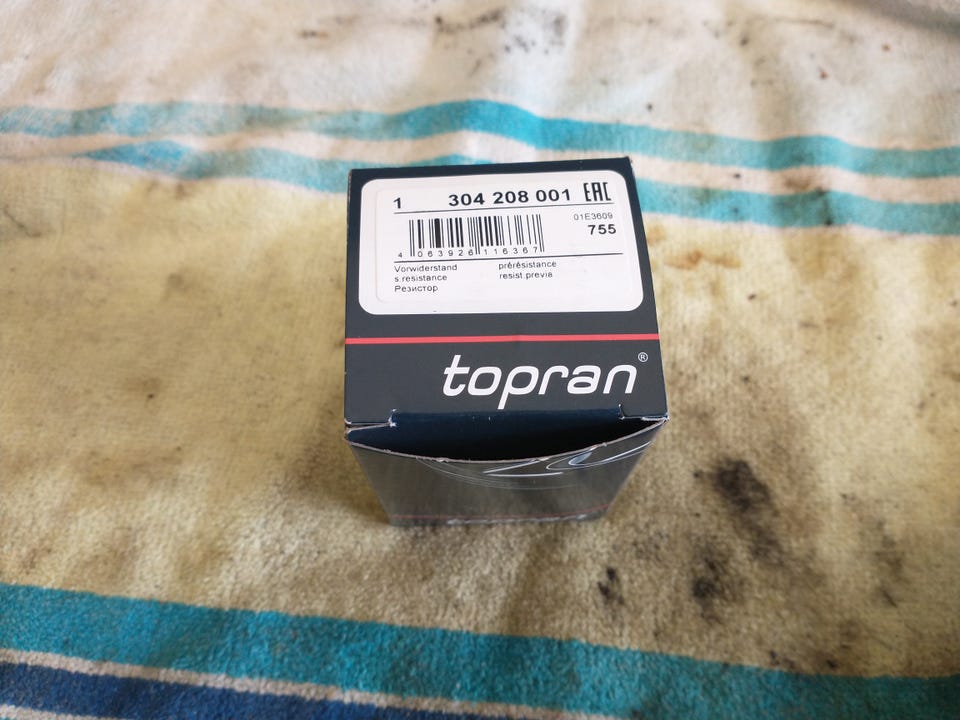 1 304 208 001 EAC
01E3609
755
4 063926 116367
Vorwiderstand prérésistance
s.resistance resist.previa
Резистор
topran®